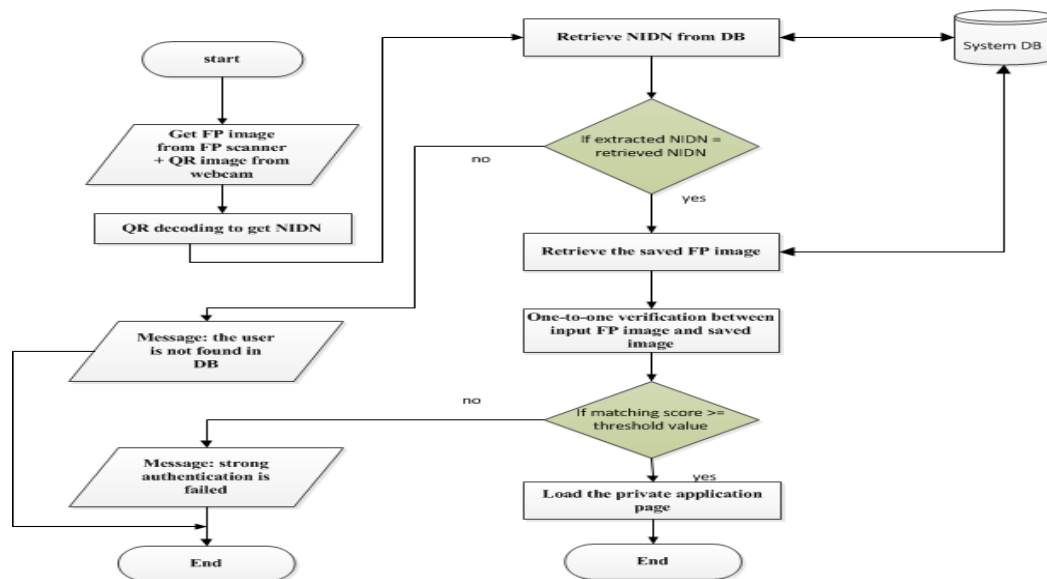 start
Get FP image
from FP scanner
+ QR image from
webcam
QR decoding to get NIDN
Retrieve NIDN from DB
System DB
If extracted NIDN =
retrieved NIDN
no
yes
Retrieve the saved FP image
One-to-one verification between
input FP image and saved
image
Message: the user
is not found in
DB
If matching score >=
threshold value
no
yes
Message: strong
authentication is
failed
Load the private application
page
End
End